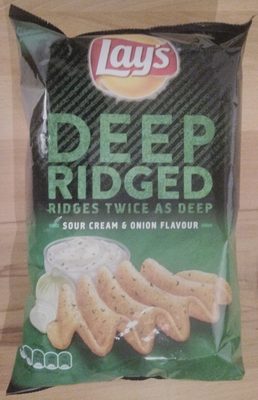 Lay's
DEEP
RIDGED
RIDGES TWICE AS DEEP
SOUR CREAM & ONION FLAVOUR